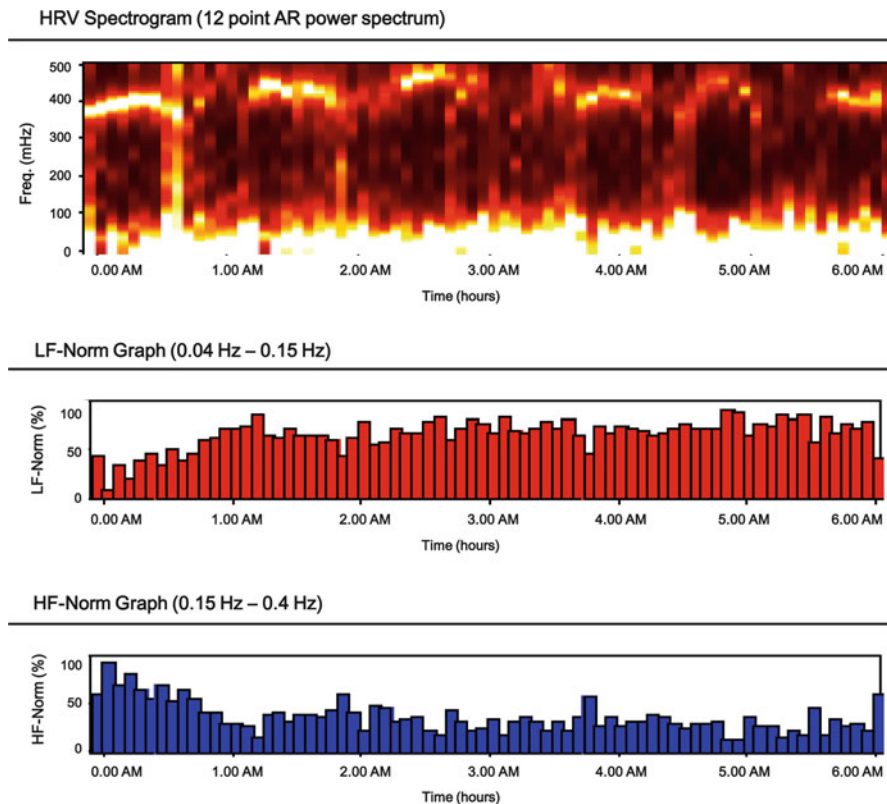 HRV Spectrogram (12 point AR power spectrum)
500
400
300
200
100
0
Freq. (mHz)
0.00 AM 1.00 AM 2.00 AM 3.00 AM 4.00 AM 5.00 AM 6.00 AM
Time (hours)
LF-Norm Graph (0.04 Hz – 0.15 Hz)
100
50
0
LF-Norm (%)
0.00 AM 1.00 AM 2.00 AM 3.00 AM 4.00 AM 5.00 AM 6.00 AM
Time (hours)
HF-Norm Graph (0.15 Hz – 0.4 Hz)
100
50
0
HF-Norm (%)
0.00 AM 1.00 AM 2.00 AM 3.00 AM 4.00 AM 5.00 AM 6.00 AM
Time (hours)